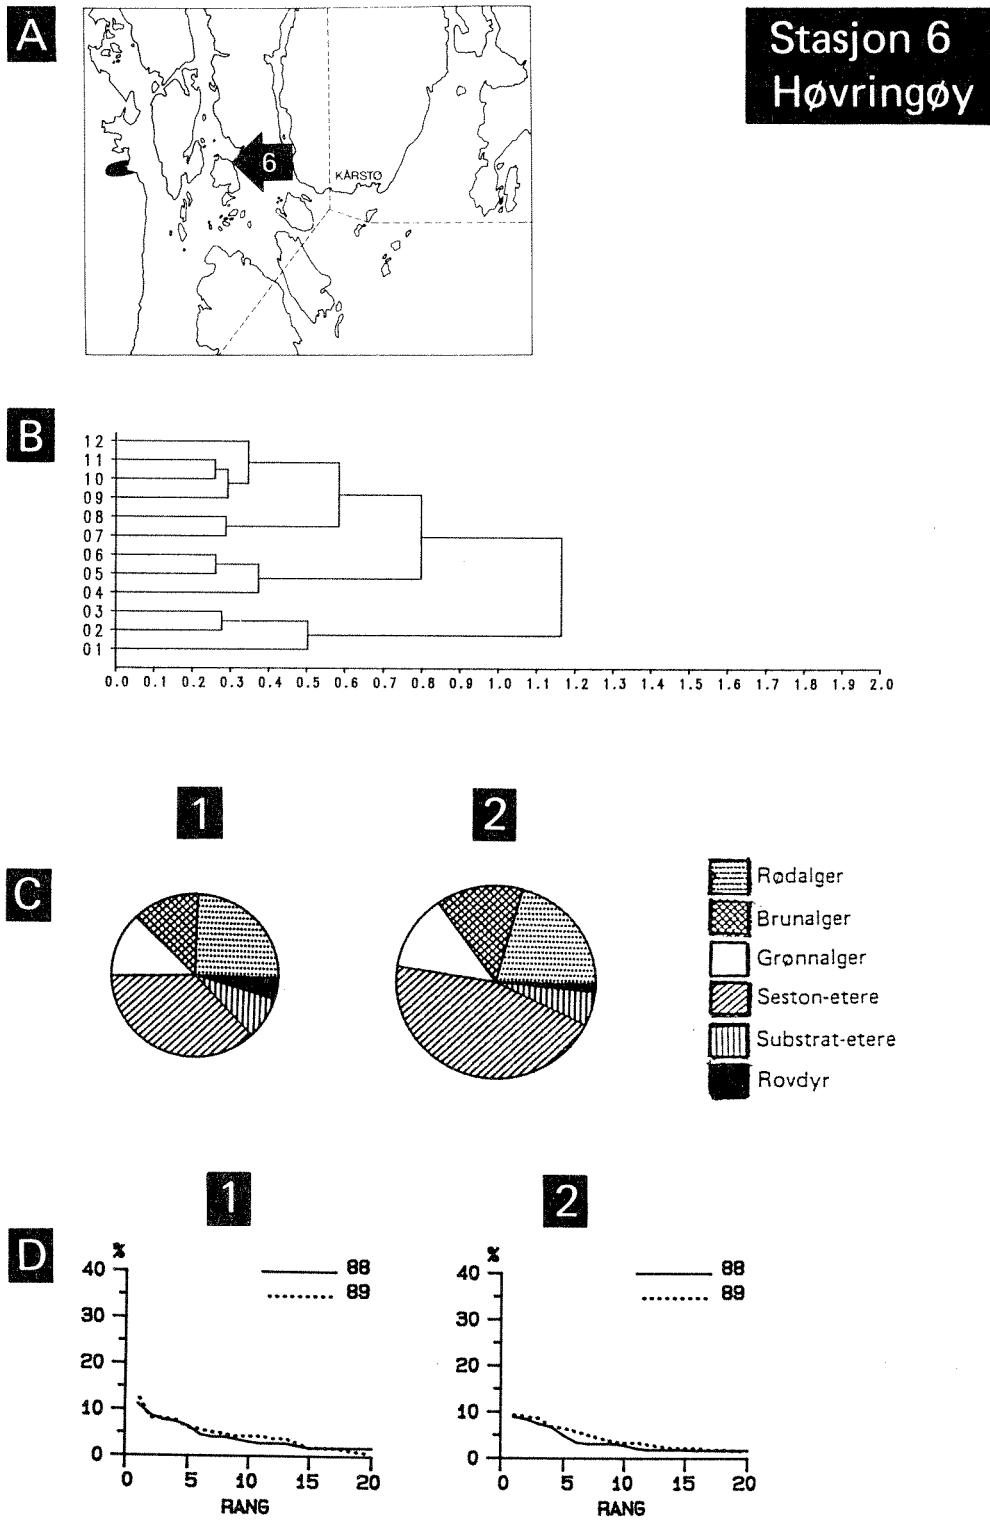 A
Stasjon 6
Høvringøy
6
KÅRSTØ
B
12
11
10
09
08
07
06
05
04
03
02
01
0.0 0.1 0.2 0.3 0.4 0.5 0.6 0.7 0.8 0.9 1.0 1.1 1.2 1.3 1.4 1.5 1.6 1.7 1.8 1.9 2.0
1 2
C
Rødalger
Brunalger
Grønnalger
Seston-etere
Substrat-etere
Rovdyr
1 2
D
%
40
30
20
10
0
88
89
0 5 10 15 20
RANG
%
40
30
20
10
0
88
89
0 5 10 15 20
RANG